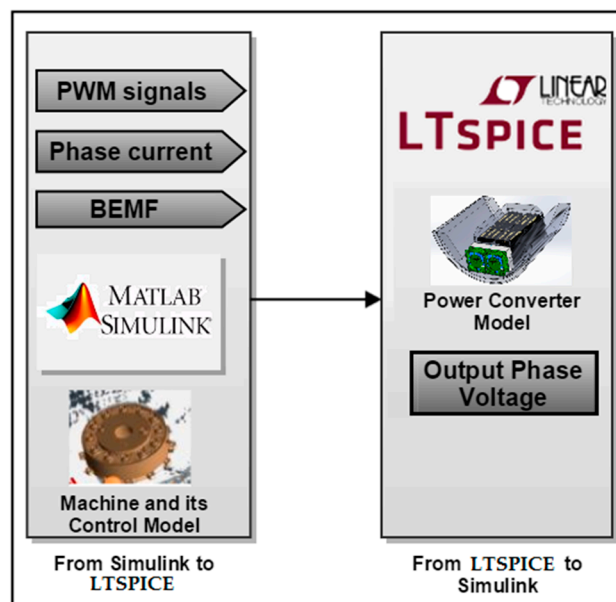 PWM signals
Phase current
BEMF
MATLAB
SIMULINK
Machine and its
Control Model
From Simulink to
LTSPICE
LINEAR
TECHNOLOGY
LTSPICE
Power Converter
Model
Output Phase
Voltage
From LTSPICE to
Simulink